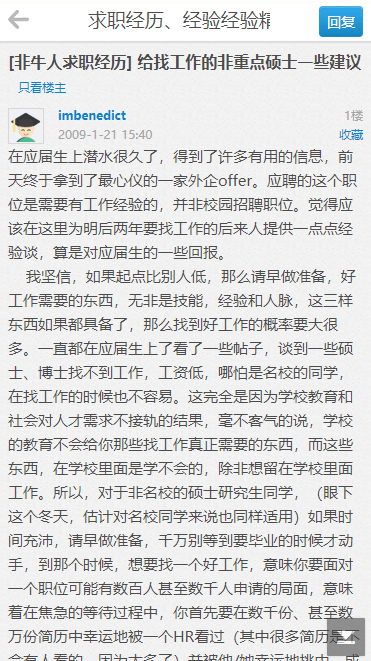 求职经历、经验经验精
回复
[非牛人求职经历] 给找工作的非重点硕士一些建议
只看楼主
imbenedict
1楼
2009-1-21 15:40
收藏
在应届生上潜水很久了，得到了许多有用的信息，前
天终于拿到了最心仪的一家外企offer。应聘的这个职
位是需要有工作经验的，并非校园招聘职位。觉得应
该在这里为明后两年要找工作的后来人提供一点点经
验谈，算是对应届生的一些回报。
我坚信，如果起点比别人低，那么请早做准备，好
工作需要的东西，无非是技能，经验和人脉，这三样
东西如果都具备了，那么找到好工作的概率要大很
多。一直都在应届生上了看了一些帖子，谈到一些硕
士、博士找不到工作，工资低，哪怕是名校的同学，
在找工作的时候也不容易。这完全是因为学校教育和
社会对人才需求不接轨的结果，毫不客气的说，学校
的教育不会给你那些找工作真正需要的东西，而这些
东西，在学校里面是学不会的，除非想留在学校里面
工作。所以，对于非名校的硕士研究生同学，（眼下
这个冬天，估计对名校同学来说也同样适用）如果时
间充沛，请早做准备，千万别等到要毕业的时候才动
手，到那个时候，想要找一个好工作，意味你要面对
一个职位可能有数百人甚至数千人申请的局面，意味
着在焦急的等待过程中，你首先要在数千份、甚至数
万份简历中幸运地被一个HR看过（其中很多简历是不
会有人看的，因为太多了）并被他/她幸运地挑中，成